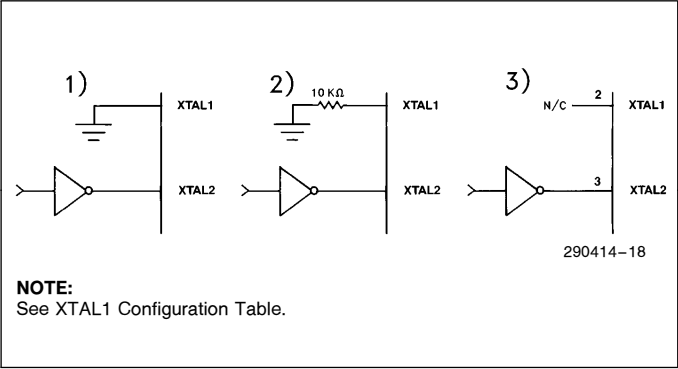 1) 2) 3)
10 KΩ 2
XTAL1 XTAL1 N/C XTAL1
3
XTAL2 XTAL2 XTAL2
290414–18
NOTE:
See XTAL1 Configuration Table.